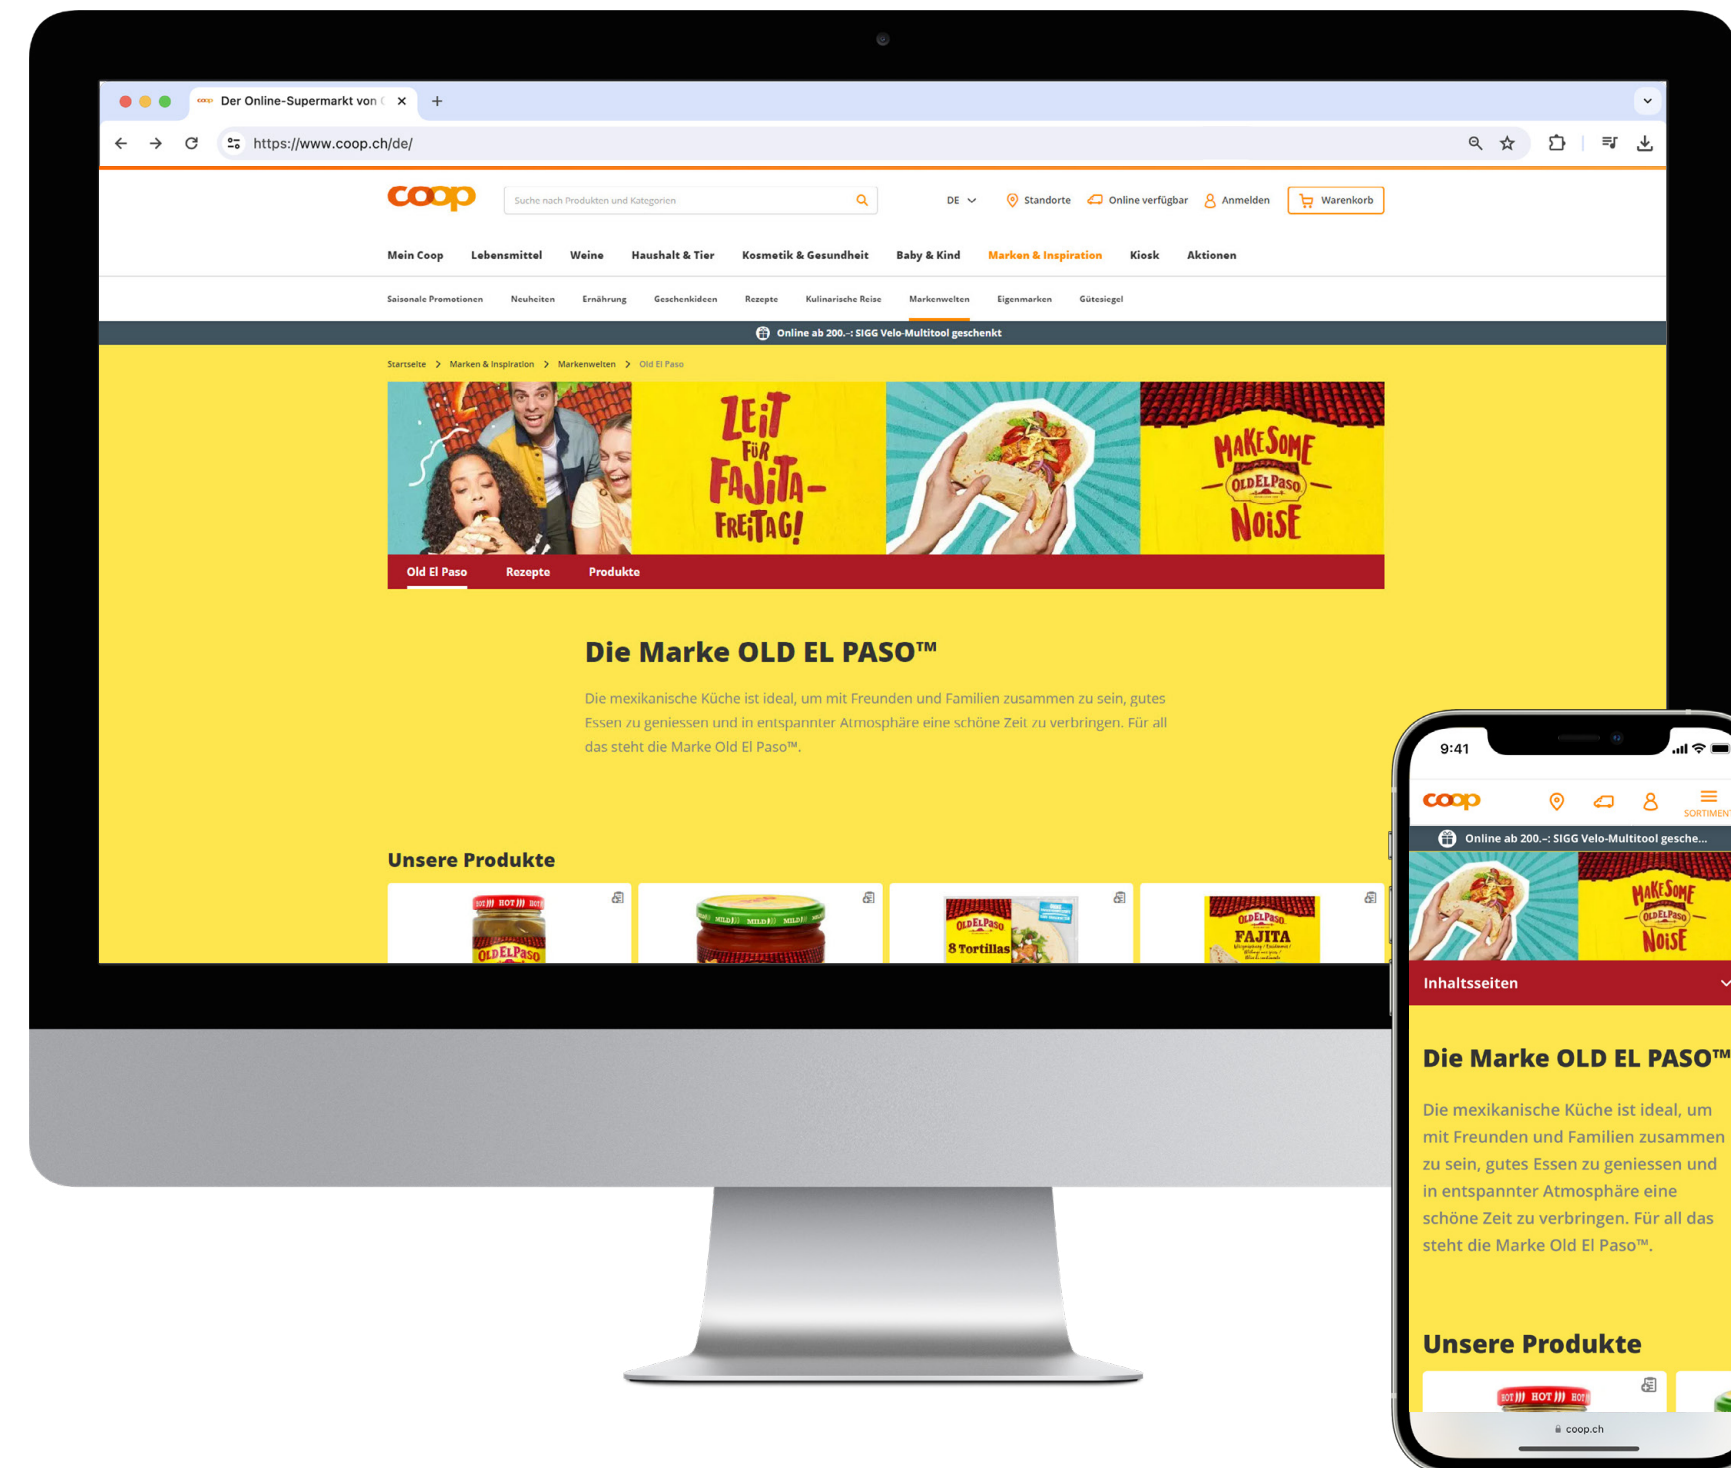 coop Der Online-Supermarkt von
https://www.coop.ch/de/
coop
Suche nach Produkten und Kategorien
DE
Standorte
Online verfügbar
Anmelden
Warenkorb
Mein Coop Lebensmittel Weine Haushalt & Tier Kosmetik & Gesundheit Baby & Kind Marken & Inspiration Kiosk Aktionen
Saisonale Promotionen Neuheiten Ernährung Geschenkideen Rezepte Kulinarische Reise Markenwelten Eigenmarken Gütesiegel
Online ab 200.–: SIGG Velo-Multitool geschenkt
Startseite > Marken & Inspiration > Markenwelten > Old El Paso
ZEiT
FüR
FAJiTA–
FREiTAG!
MAKE SOME
OLD EL PASO
NOiSE
Old El Paso Rezepte Produkte
Die Marke OLD EL PASO™
Die mexikanische Küche ist ideal, um mit Freunden und Familien zusammen zu sein, gutes
Essen zu geniessen und in entspannter Atmosphäre eine schöne Zeit zu verbringen. Für all
das steht die Marke Old El Paso™.
Unsere Produkte
HOT HOT HOT
OLD EL PASO
MILD MILD MILD
OLD EL PASO
8 Tortillas
OLD EL PASO
FAJITA
9:41
coop
SORTIMENT
Online ab 200.–: SIGG Velo-Multitool gesche...
MAKE SOME
OLD EL PASO
NOiSE
Inhaltsseiten
Die Marke OLD EL PASO™
Die mexikanische Küche ist ideal, um
mit Freunden und Familien zusammen
zu sein, gutes Essen zu geniessen und
in entspannter Atmosphäre eine
schöne Zeit zu verbringen. Für all das
steht die Marke Old El Paso™.
Unsere Produkte
HOT HOT HOT
coop.ch